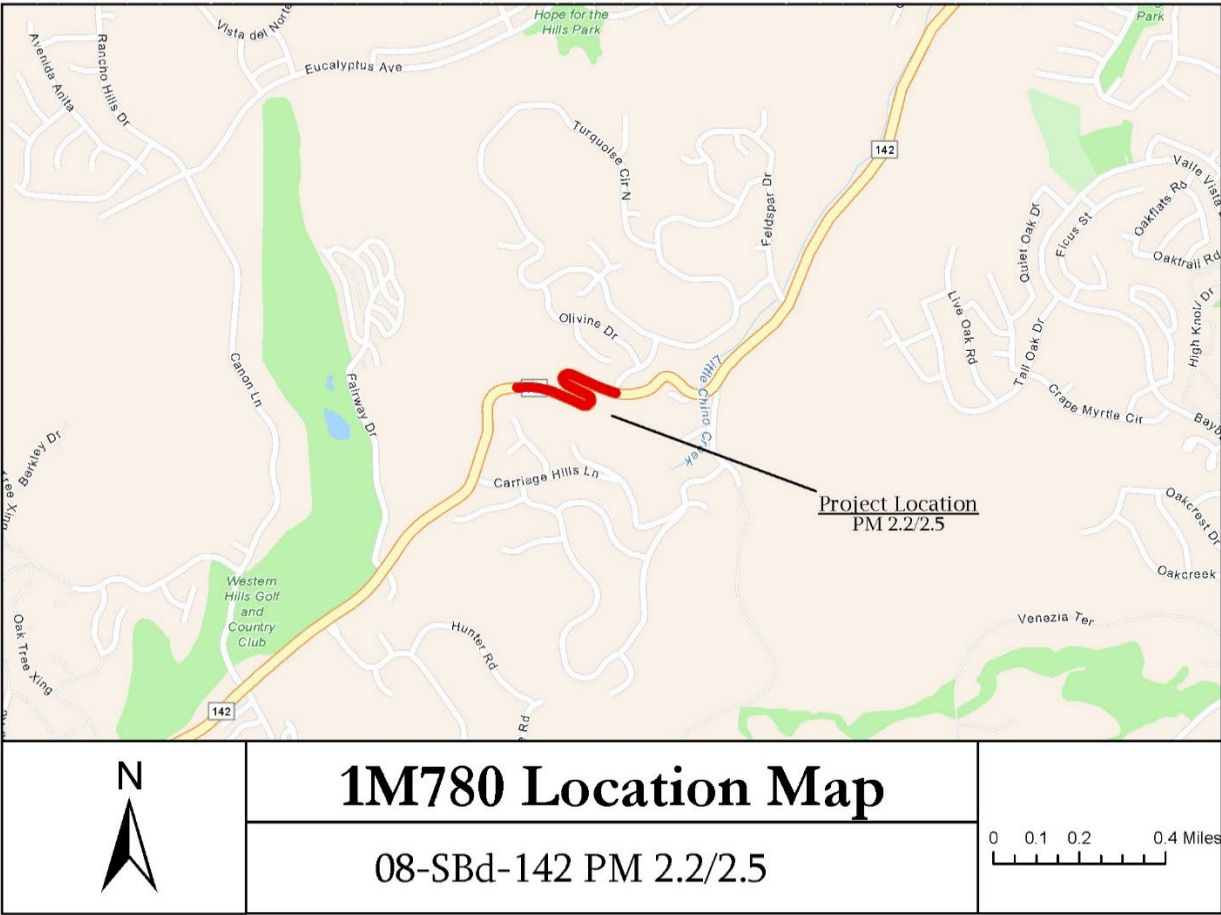 Hope for the
Hills Park
Park
Vista del Norte
Avenida Anita
Rancho Hills Dr
Eucalyptus Ave
Turquoise Cir N
Feldspar Dr
142
Valle Vista
Oakflats Rd
Quiet Oak Dr
Ficus St
Oaktrail Rd
High Knoll Dr
Live Oak Rd
Tall Oak Dr
Olivine Dr
Little Chino Creek
Canon Ln
Fairway Dr
Crape Myrtle Cir
Berkley Dr
Carriage Hills Ln
Project Location
PM 2.2/2.5
Oakcrest Dr
Oakcreek
Western
Hills Golf
and
Country
Club
Oak Tree Xing
Hunter Rd
Venezia Ter
Rd
142
N
1M780 Location Map
08-SBd-142 PM 2.2/2.5
0 0.1 0.2 0.4 Miles